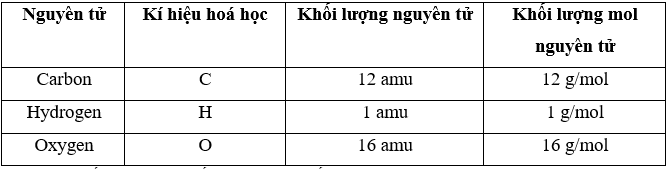 Nguyên tử Kí hiệu hoá học Khối lượng nguyên tử Khối lượng mol
nguyên tử
Carbon C 12 amu 12 g/mol
Hydrogen H 1 amu 1 g/mol
Oxygen O 16 amu 16 g/mol